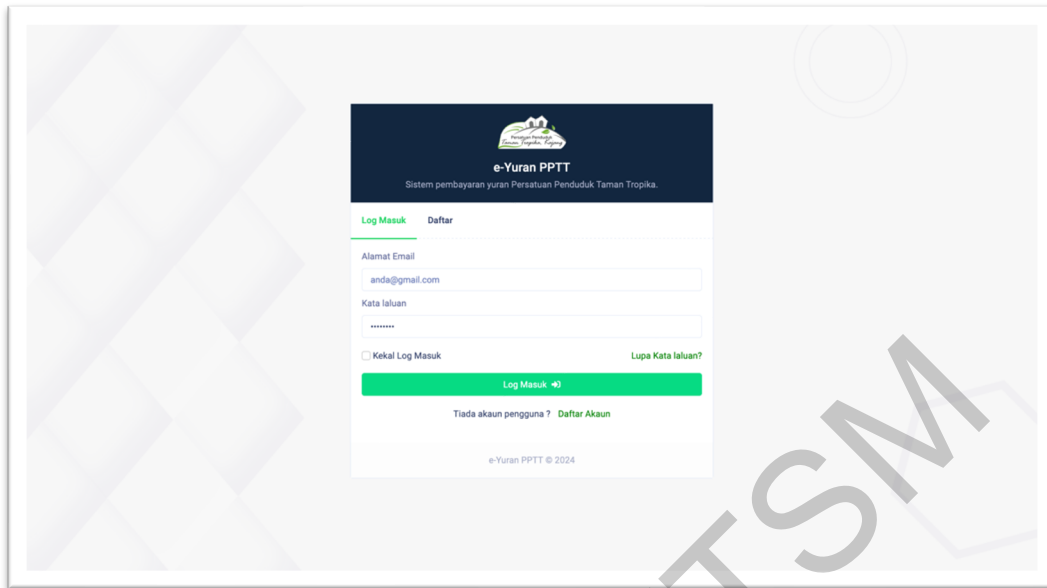 Persatuan Penduduk
Taman Tropika, Kajang
e-Yuran PPTT
Sistem pembayaran yuran Persatuan Penduduk Taman Tropika.
Log Masuk Daftar
Alamat Email
anda@gmail.com
Kata laluan
••••••••
Kekal Log Masuk Lupa Kata laluan?
Log Masuk
Tiada akaun pengguna ? Daftar Akaun
e-Yuran PPTT © 2024
TSM